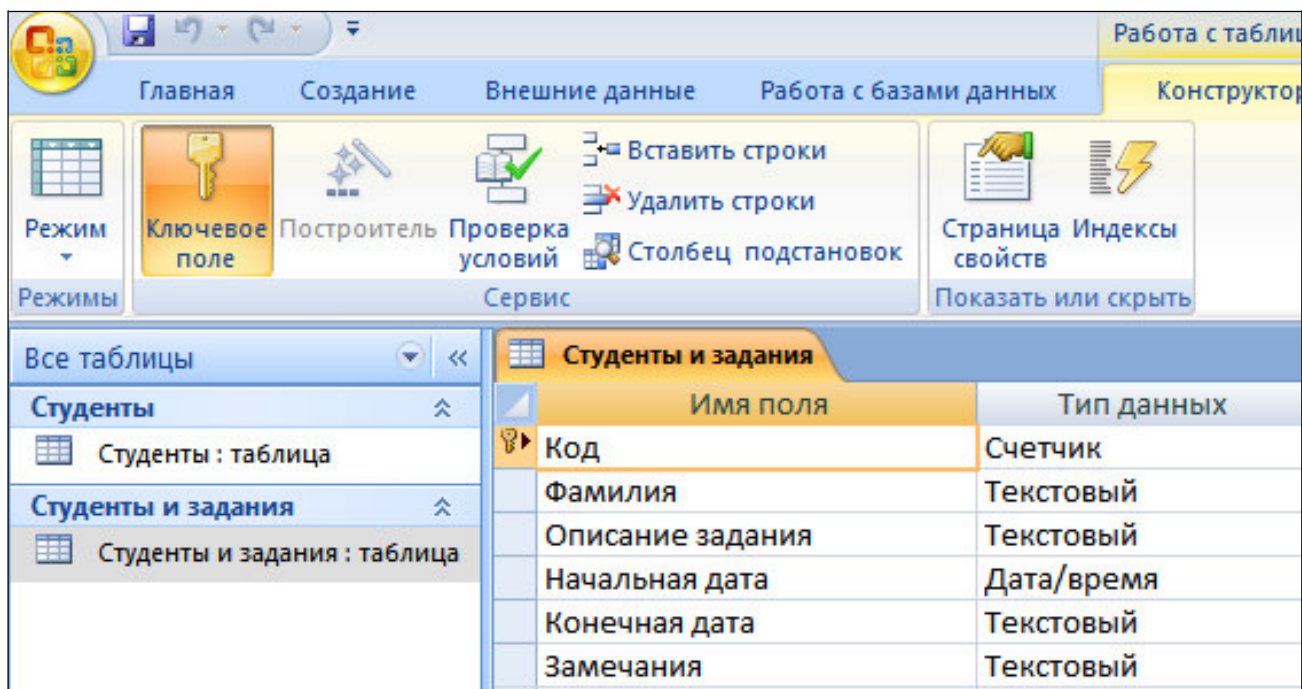 Работа с таблиц
Главная Создание Внешние данные Работа с базами данных Конструктор
Режим
Ключевое поле
Построитель
Проверка условий
Вставить строки
Удалить строки
Столбец подстановок
Страница свойств
Индексы
Режимы Сервис Показать или скрыть
Все таблицы
Студенты
Студенты : таблица
Студенты и задания
Студенты и задания : таблица
Студенты и задания
Имя поля Тип данных
Код Счетчик
Фамилия Текстовый
Описание задания Текстовый
Начальная дата Дата/время
Конечная дата Текстовый
Замечания Текстовый